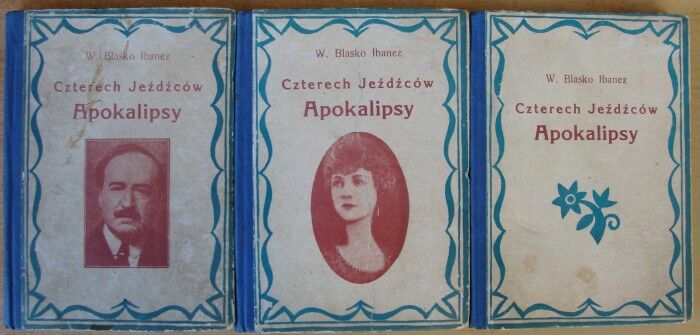 W. Blasko Ibanez
Czterech Jeźdźców
Apokalipsy
W. Blasko Ibanez
Czterech Jeźdźców
Apokalipsy
W. Blasko Ibanez
Czterech Jeźdźców
Apokalipsy